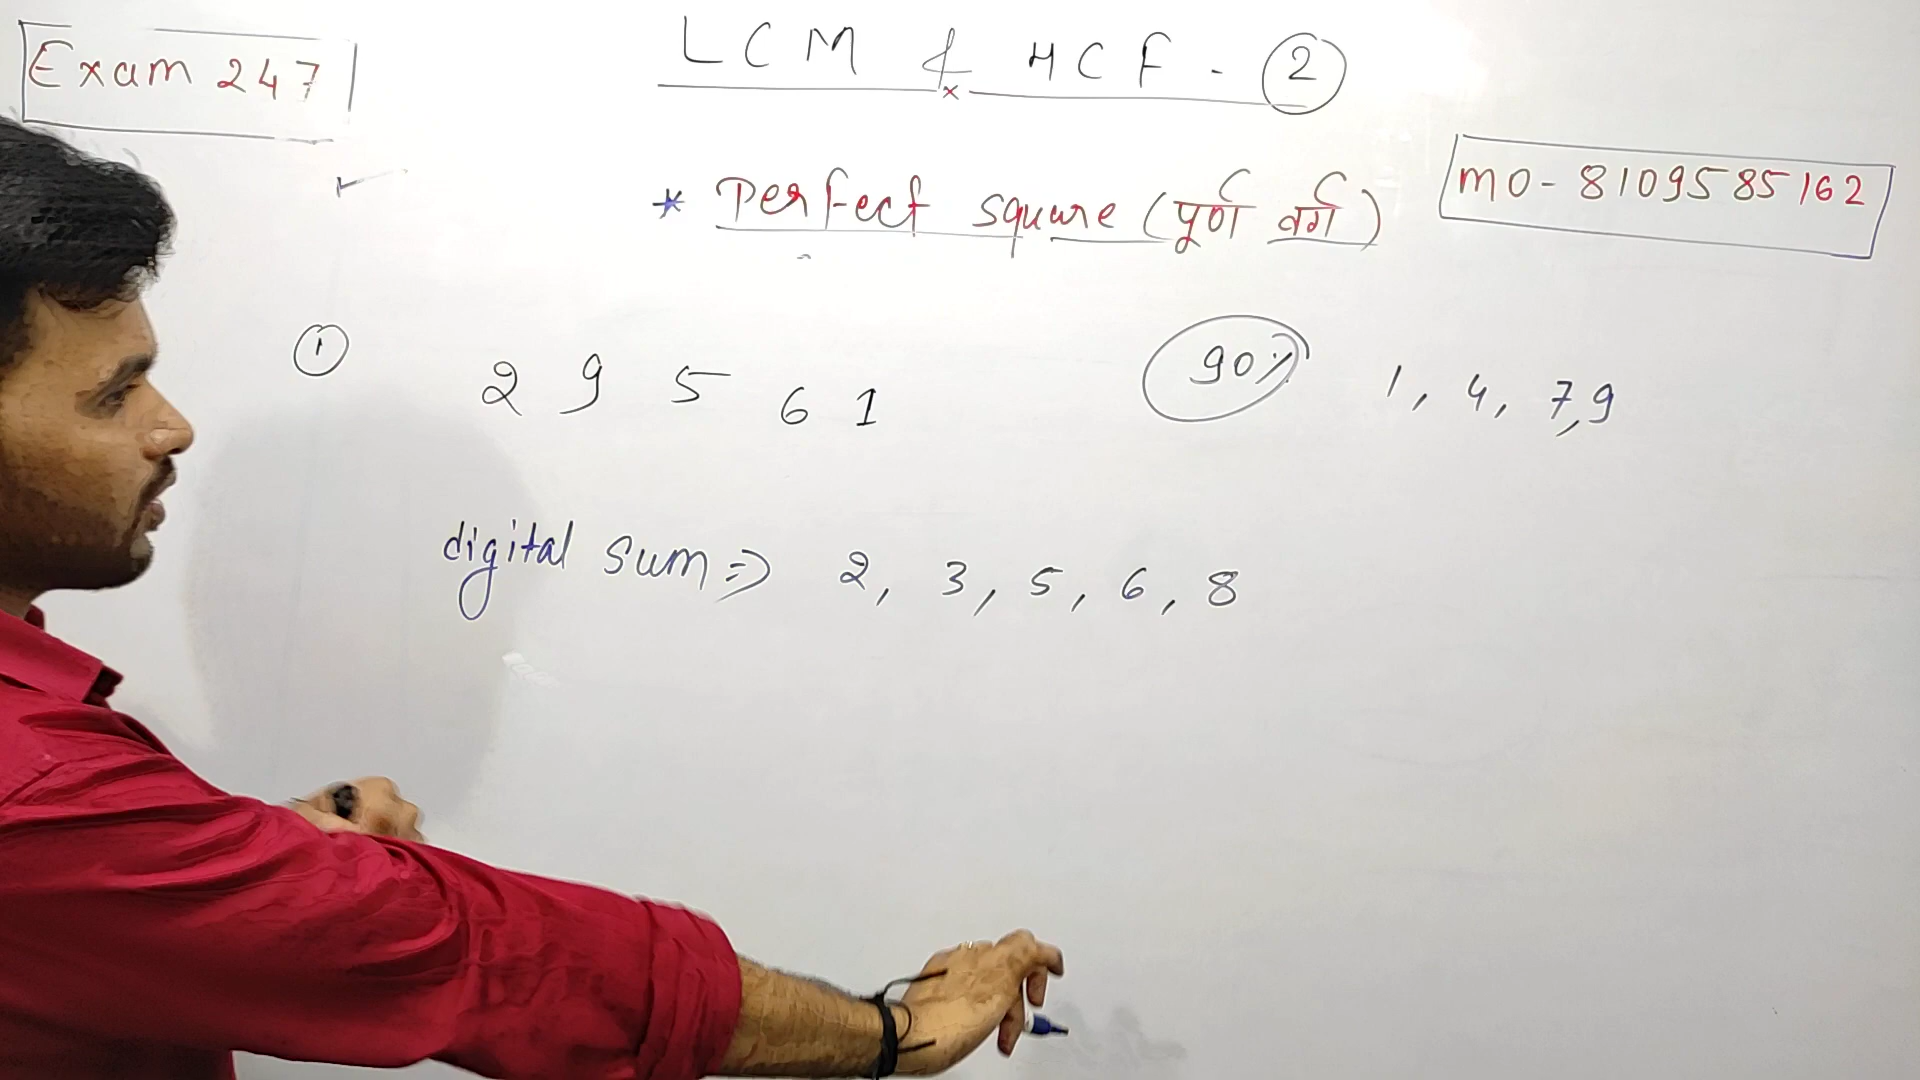 Exam 247
LCM & HCF - 2
* Perfect square (पूर्ण वर्ग)
MO - 8109585162
1
2 9 5 6 1
90%
1, 4, 7, 9
digital sum => 2, 3, 5, 6, 8